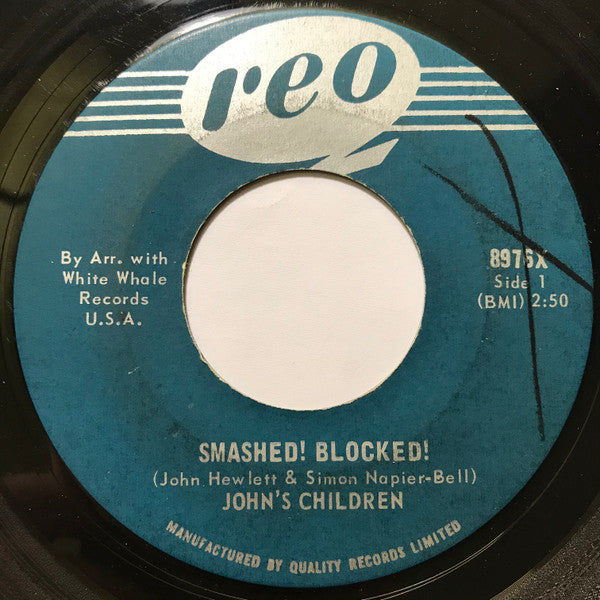 reo
By Arr. with
White Whale
Records
U.S.A.
8976X
Side 1
(BMI) 2:50
SMASHED! BLOCKED!
(John Hewlett & Simon Napier-Bell)
JOHN'S CHILDREN
MANUFACTURED BY QUALITY RECORDS LIMITED